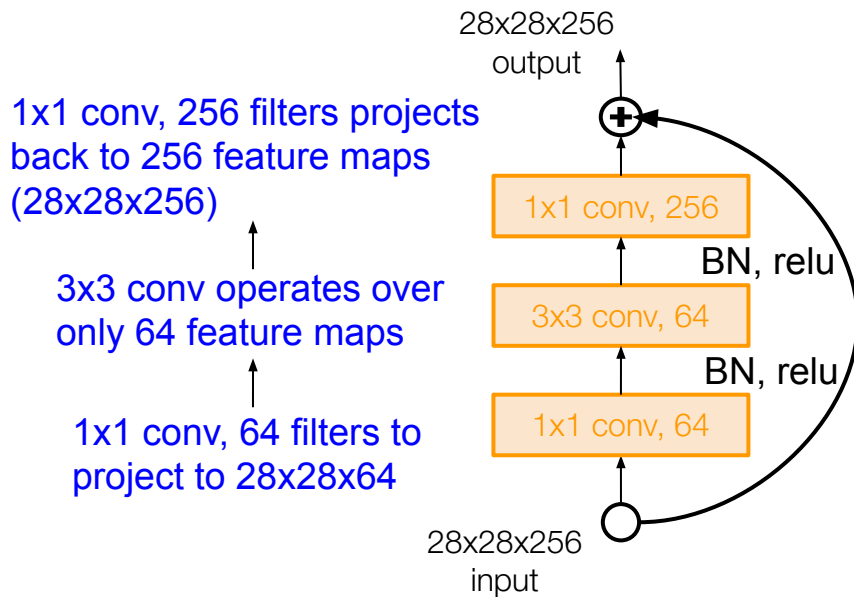 28x28x256
output
1x1 conv, 256 filters projects
back to 256 feature maps
(28x28x256)
1x1 conv, 256
BN, relu
3x3 conv operates over
only 64 feature maps
3x3 conv, 64
BN, relu
1x1 conv, 64 filters to
project to 28x28x64
1x1 conv, 64
28x28x256
input